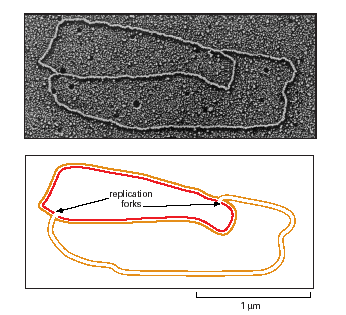 replication
forks
1 µm